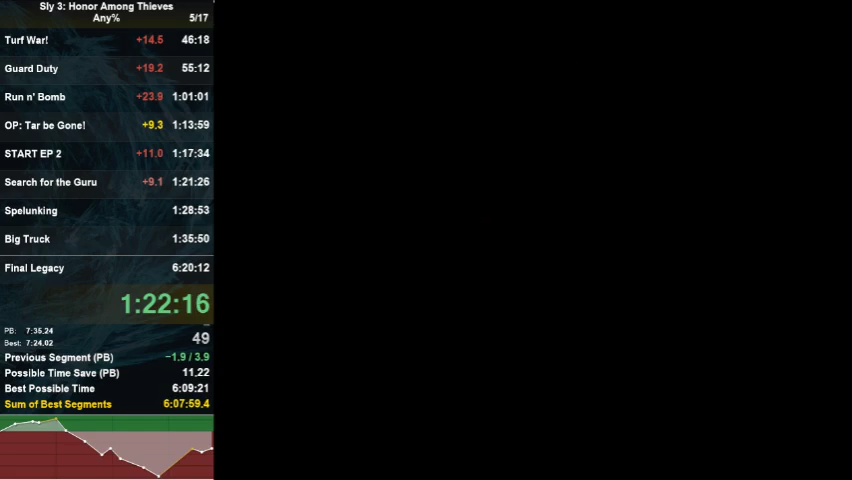 Sly 3: Honor Among Thieves
Any% 5/17
Turf War! +14.5 46:18
Guard Duty +19.2 55:12
Run n' Bomb +23.9 1:01:01
OP: Tar be Gone! +9.3 1:13:59
START EP 2 +11.0 1:17:34
Search for the Guru +9.1 1:21:26
Spelunking 1:28:53
Big Truck 1:35:50
Final Legacy 6:20:12
1:22:16
PB: 7:35.24
Best: 7:24.02 49
Previous Segment (PB) −1.9 / 3.9
Possible Time Save (PB) 11.22
Best Possible Time 6:09:21
Sum of Best Segments 6:07:59.4